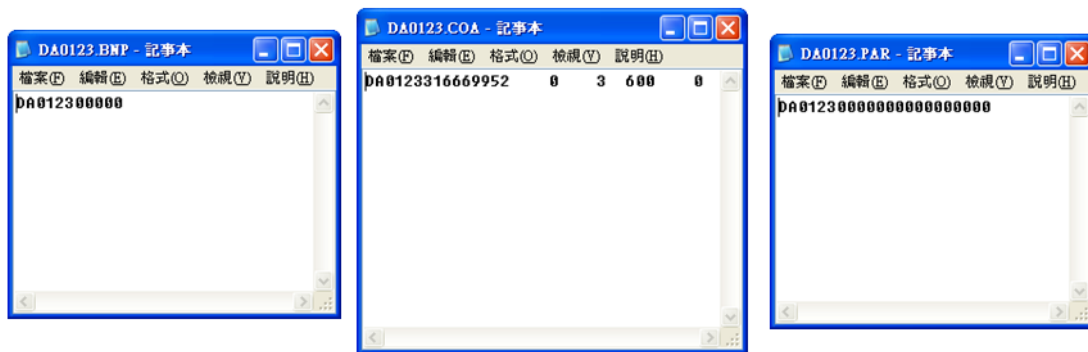 DA0123.BNP - 記事本
檔案(F) 編輯(E) 格式(O) 檢視(V) 說明(H)
DA012300000
DA0123.COA - 記事本
檔案(F) 編輯(E) 格式(O) 檢視(V) 說明(H)
DA0123316669952 0 3 600 0
DA0123.PAR - 記事本
檔案(F) 編輯(E) 格式(O) 檢視(V) 說明(H)
DA01230000000000000000